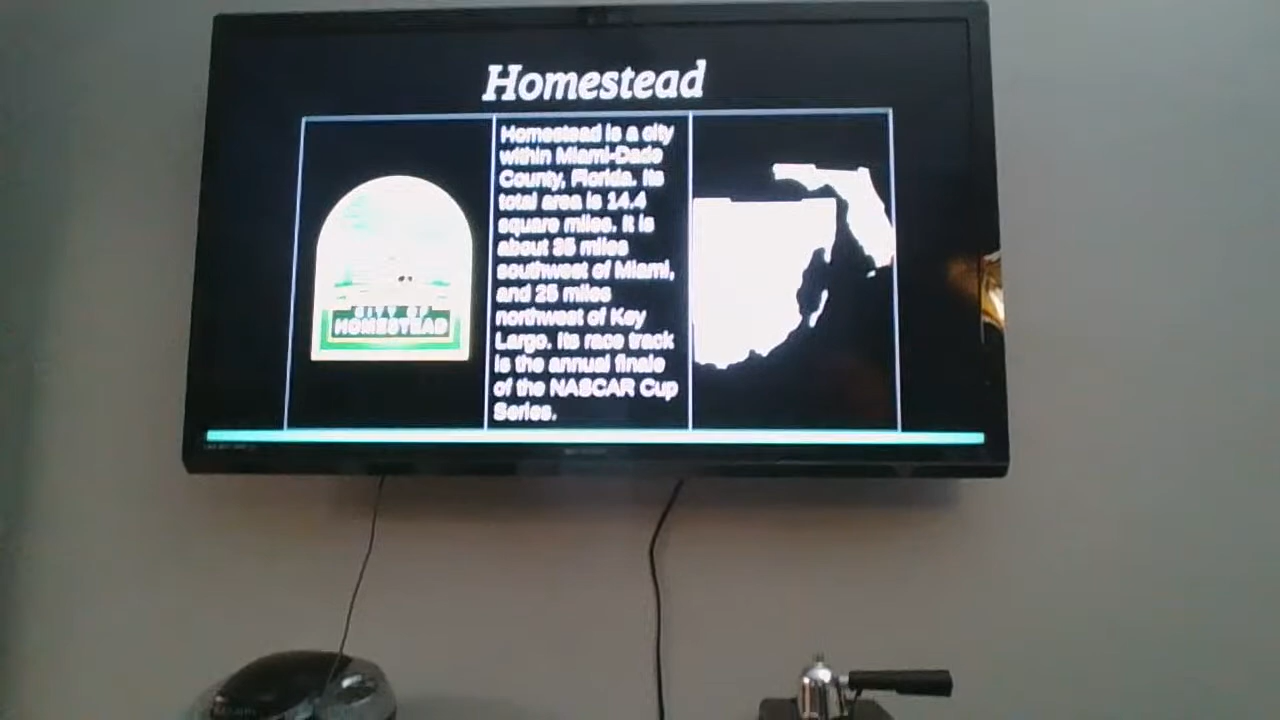 Homestead
Homestead is a city
within Miami-Dade
County, Florida. Its
total area is 14.4
square miles. It is
about 35 miles
southwest of Miami,
and 25 miles
northwest of Key
Largo. Its race track
is the annual finale
of the NASCAR Cup
Series.
CITY OF
HOMESTEAD